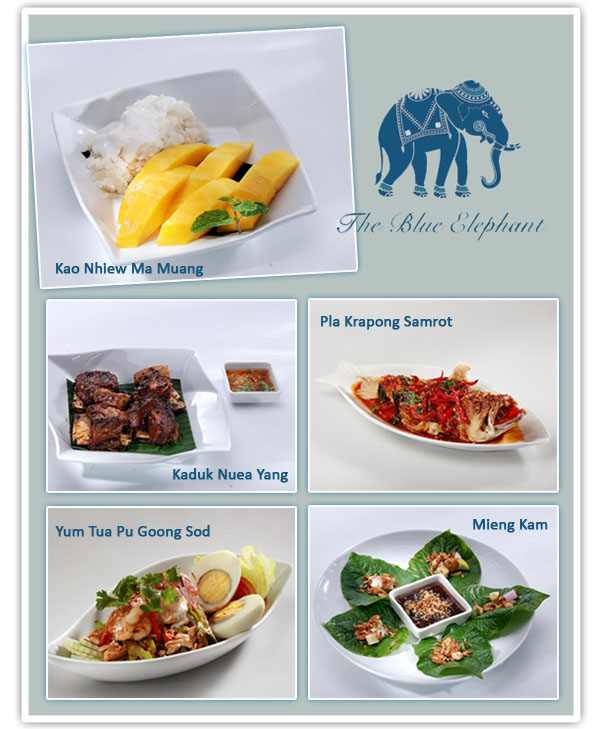 Kao Nhiew Ma Muang
The Blue Elephant
Pla Krapong Samrot
Kaduk Nuea Yang
Yum Tua Pu Goong Sod
Mieng Kam